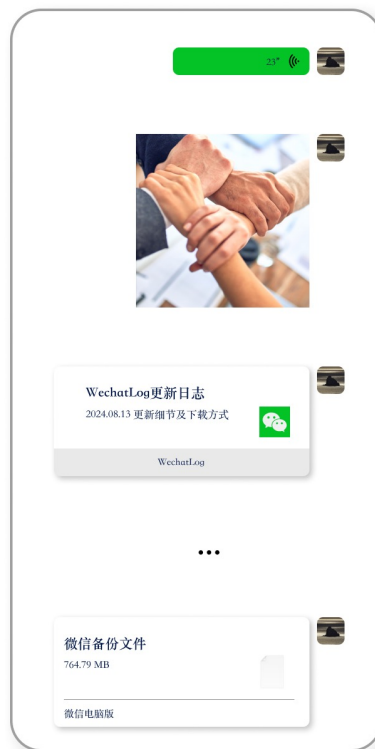 23"
WechatLog更新日志
2024.08.13 更新细节及下载方式
WechatLog
...
微信备份文件
764.79 MB
微信电脑版